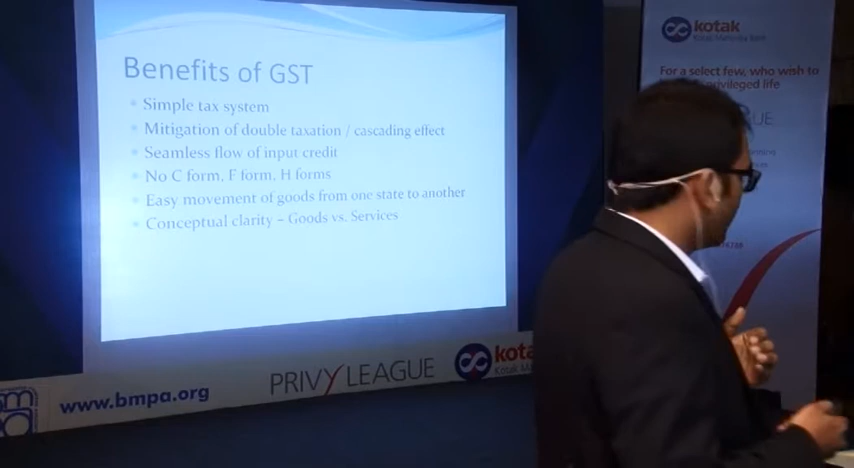 Benefits of GST
Simple tax system
Mitigation of double taxation / cascading effect
Seamless flow of input credit
No C form, F form, H forms
Easy movement of goods from one state to another
Conceptual clarity – Goods vs. Services
www.bmpa.org
PRIVY LEAGUE
kotak
Kotak
kotak
Kotak Mahindra Bank
For a select few, who wish to
privileged life